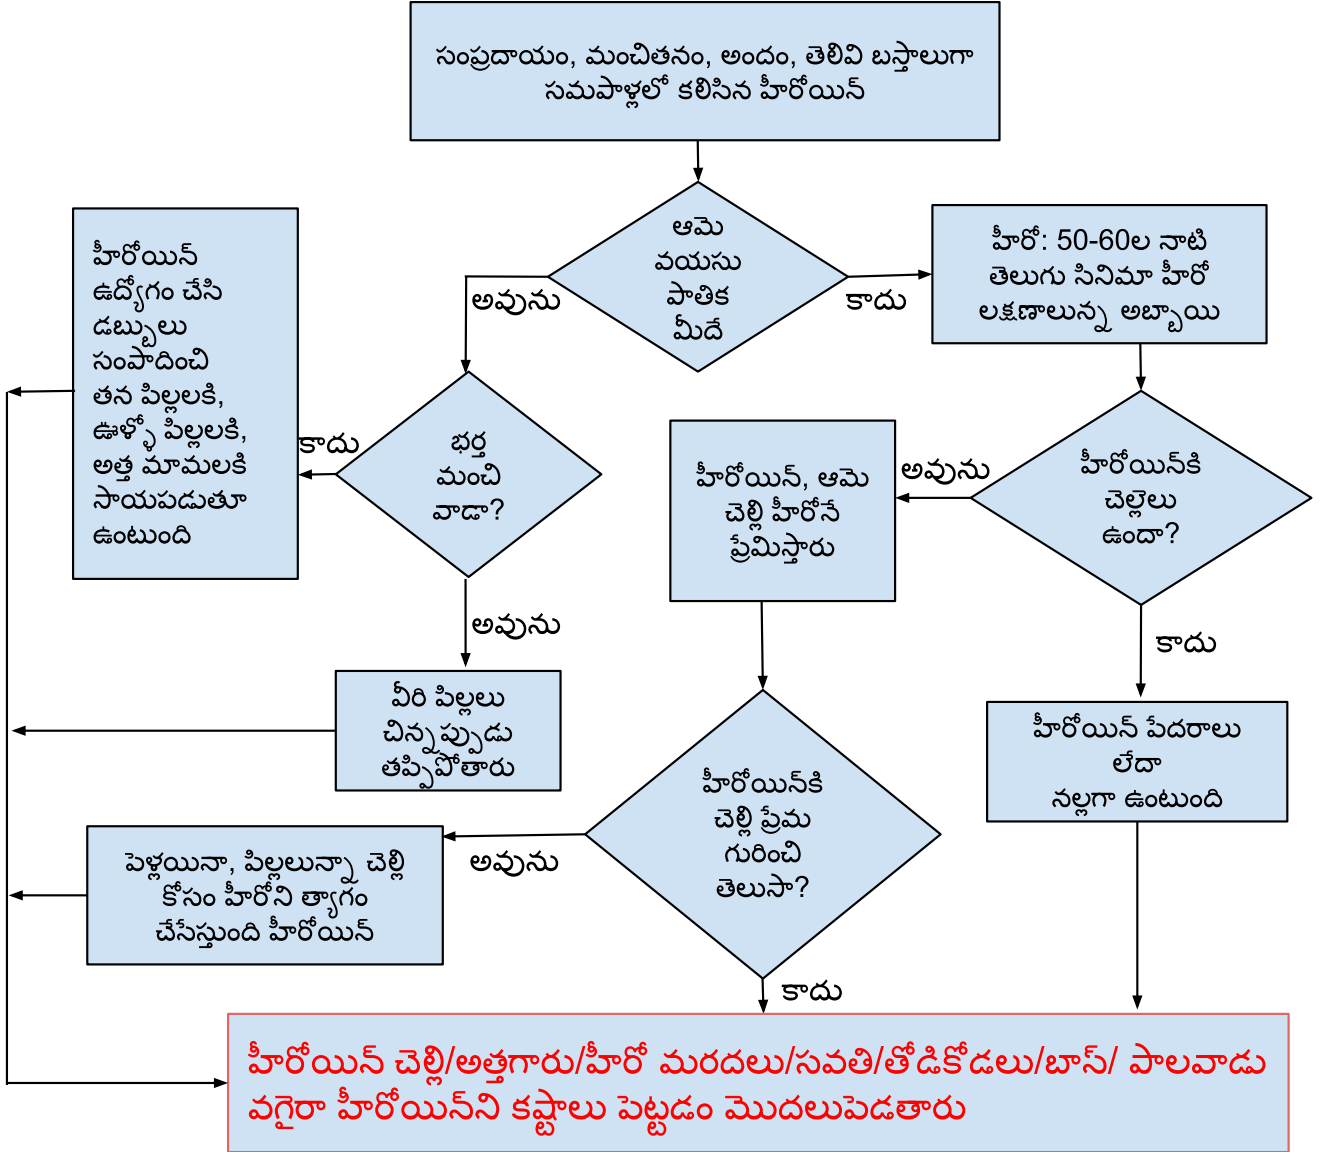 సంప్రదాయం, మంచితనం, అందం, తెలివి బస్తాలుగా
సమపాళ్లలో కలిసిన హీరోయిన్
ఆమె
వయసు
పాతిక
మీదే
అవును
కాదు
హీరో: 50-60ల నాటి
తెలుగు సినిమా హీరో
లక్షణాలున్న అబ్బాయి
హీరోయిన్
ఉద్యోగం చేసి
డబ్బులు
సంపాదించి
తన పిల్లలకి,
ఊళ్ళో పిల్లలకి,
అత్త మామలకి
సాయపడుతూ
ఉంటుంది
కాదు
భర్త
మంచి
వాడా?
హీరోయిన్, ఆమె
చెల్లి హీరోనే
ప్రేమిస్తారు
అవును
హీరోయిన్‌కి
చెల్లెలు
ఉందా?
అవును
కాదు
వీరి పిల్లలు
చిన్నప్పుడు
తప్పిపోతారు
హీరోయిన్ పేదరాలు
లేదా
నల్లగా ఉంటుంది
హీరోయిన్‌కి
చెల్లి ప్రేమ
గురించి
తెలుసా?
అవును
పెళ్లయినా, పిల్లలున్నా చెల్లి
కోసం హీరోని త్యాగం
చేసేస్తుంది హీరోయిన్
కాదు
హీరోయిన్ చెల్లి/అత్తగారు/హీరో మరదలు/సవతి/తోడికోడలు/బాస్/ పాలవాడు
వగైరా హీరోయిన్‌ని కష్టాలు పెట్టడం మొదలుపెడతారు